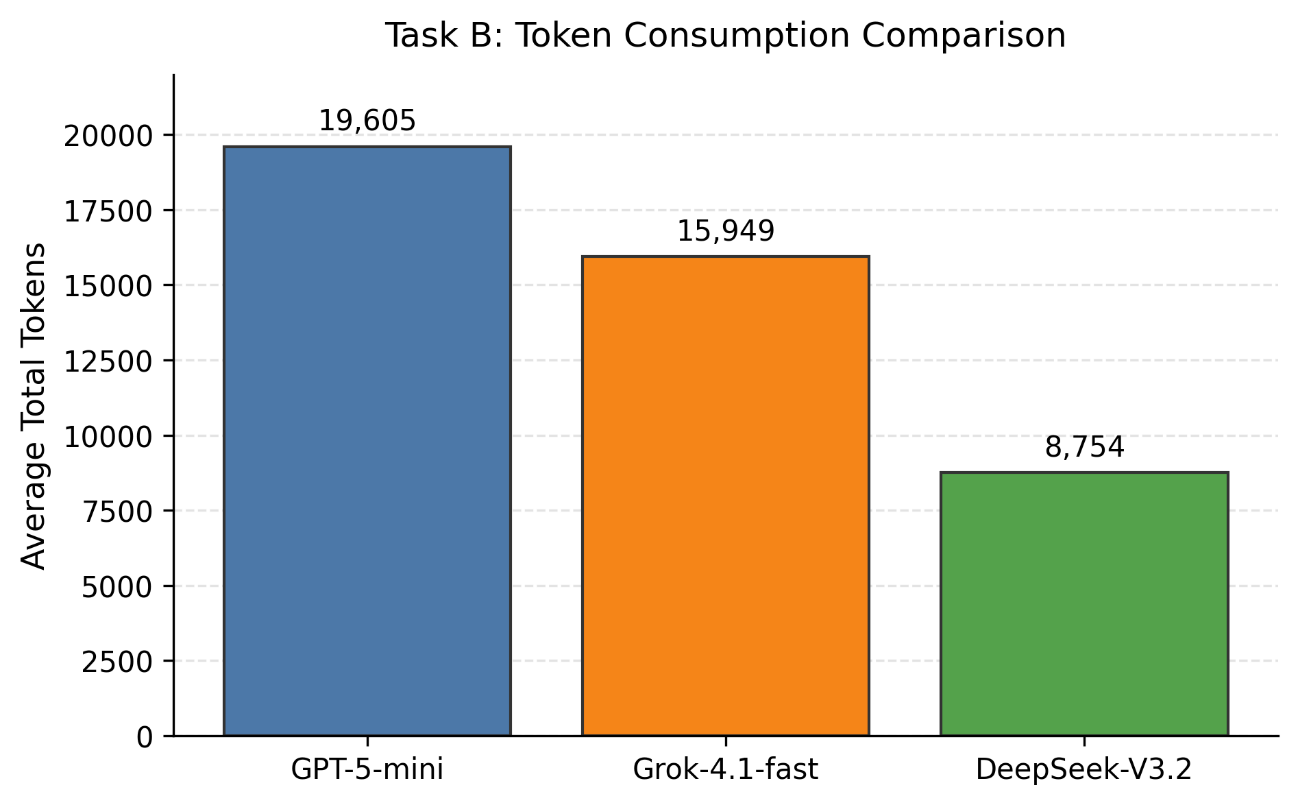 Task B: Token Consumption Comparison
Average Total Tokens
20000
17500
15000
12500
10000
7500
5000
2500
0
19,605
15,949
8,754
GPT-5-mini
Grok-4.1-fast
DeepSeek-V3.2